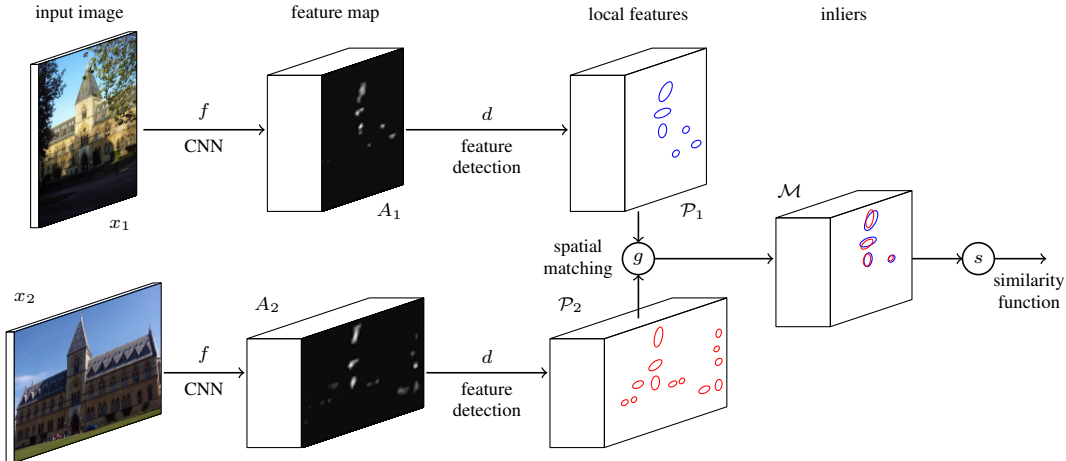 input image
feature map
local features
inliers
f
CNN
d
feature
detection
x₁
A₁
𝒫₁
ℳ
spatial
matching
g
s
similarity
function
x₂
A₂
𝒫₂
f
CNN
d
feature
detection